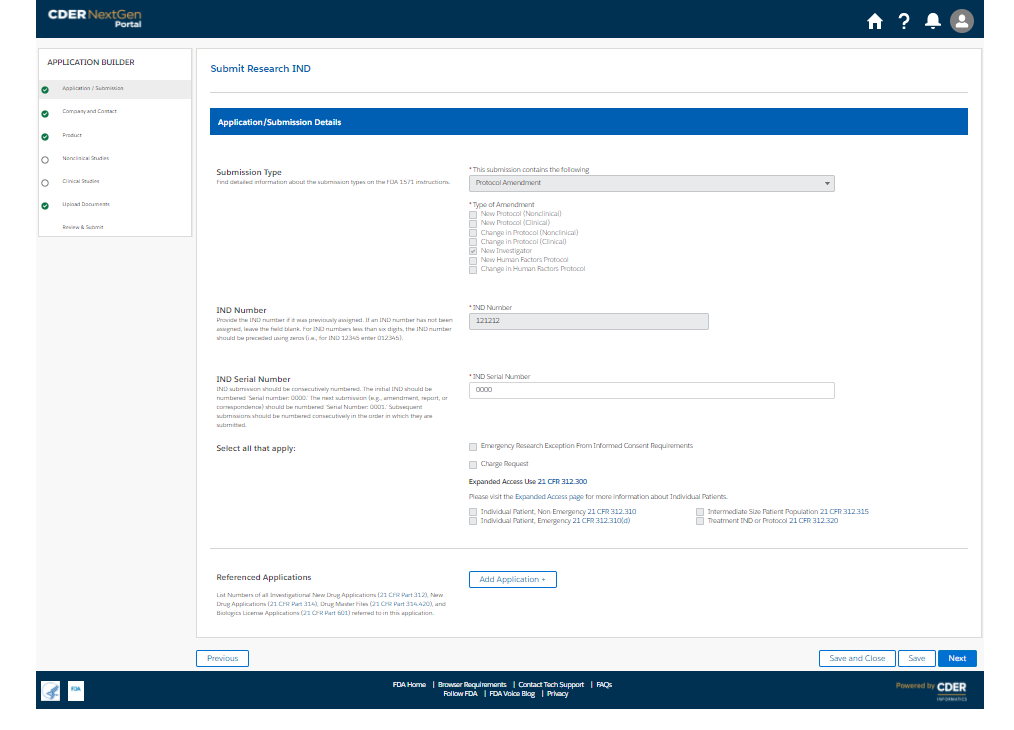 CDER NextGen
Portal
APPLICATION BUILDER
Application / Submission
Company and Contact
Product
Nonclinical Studies
Clinical Studies
Upload Documents
Review & Submit
Submit Research IND
Application/Submission Details
Submission Type
Find detailed information about the submission types on the FDA 1571 instructions.
* This submission contains the following
Protocol Amendment
* Type of Amendment
New Protocol (Nonclinical)
New Protocol (Clinical)
Change in Protocol (Nonclinical)
Change in Protocol (Clinical)
New Investigator
New Human Factors Protocol
Change in Human Factors Protocol
IND Number
Provide the IND number if it was previously assigned. If an IND number has not been
assigned, leave the field blank. For IND numbers less than six digits, the IND number
should be preceded using zeros (i.e., for IND 12345 enter 012345).
* IND Number
121212
IND Serial Number
IND submission should be consecutively numbered. The initial IND should be
numbered 'Serial number: 0000.' The next submission (e.g., amendment, report, or
correspondence) should be numbered 'Serial Number: 0001.' Subsequent
submissions should be numbered consecutively in the order in which they are
submitted.
* IND Serial Number
0000
Select all that apply:
Emergency Research Exception From Informed Consent Requirements
Charge Request
Expanded Access Use 21 CFR 312.300
Please visit the Expanded Access page for more information about Individual Patients.
Individual Patient, Non-Emergency 21 CFR 312.310
Intermediate Size Patient Population 21 CFR 312.315
Individual Patient, Emergency 21 CFR 312.310(d)
Treatment IND or Protocol 21 CFR 312.320
Referenced Applications
List Numbers of all Investigational New Drug Applications (21 CFR Part 312), New
Drug Applications (21 CFR Part 314), Drug Master Files (21 CFR Part 314.420), and
Biologics License Applications (21 CFR Part 601) referred to in this application.
Add Application +
Previous
Save and Close
Save
Next
FDA
FDA Home | Browser Requirements | Contact Tech Support | FAQs
Follow FDA | FDA Voice Blog | Privacy
Powered by CDER
INFORMATICS